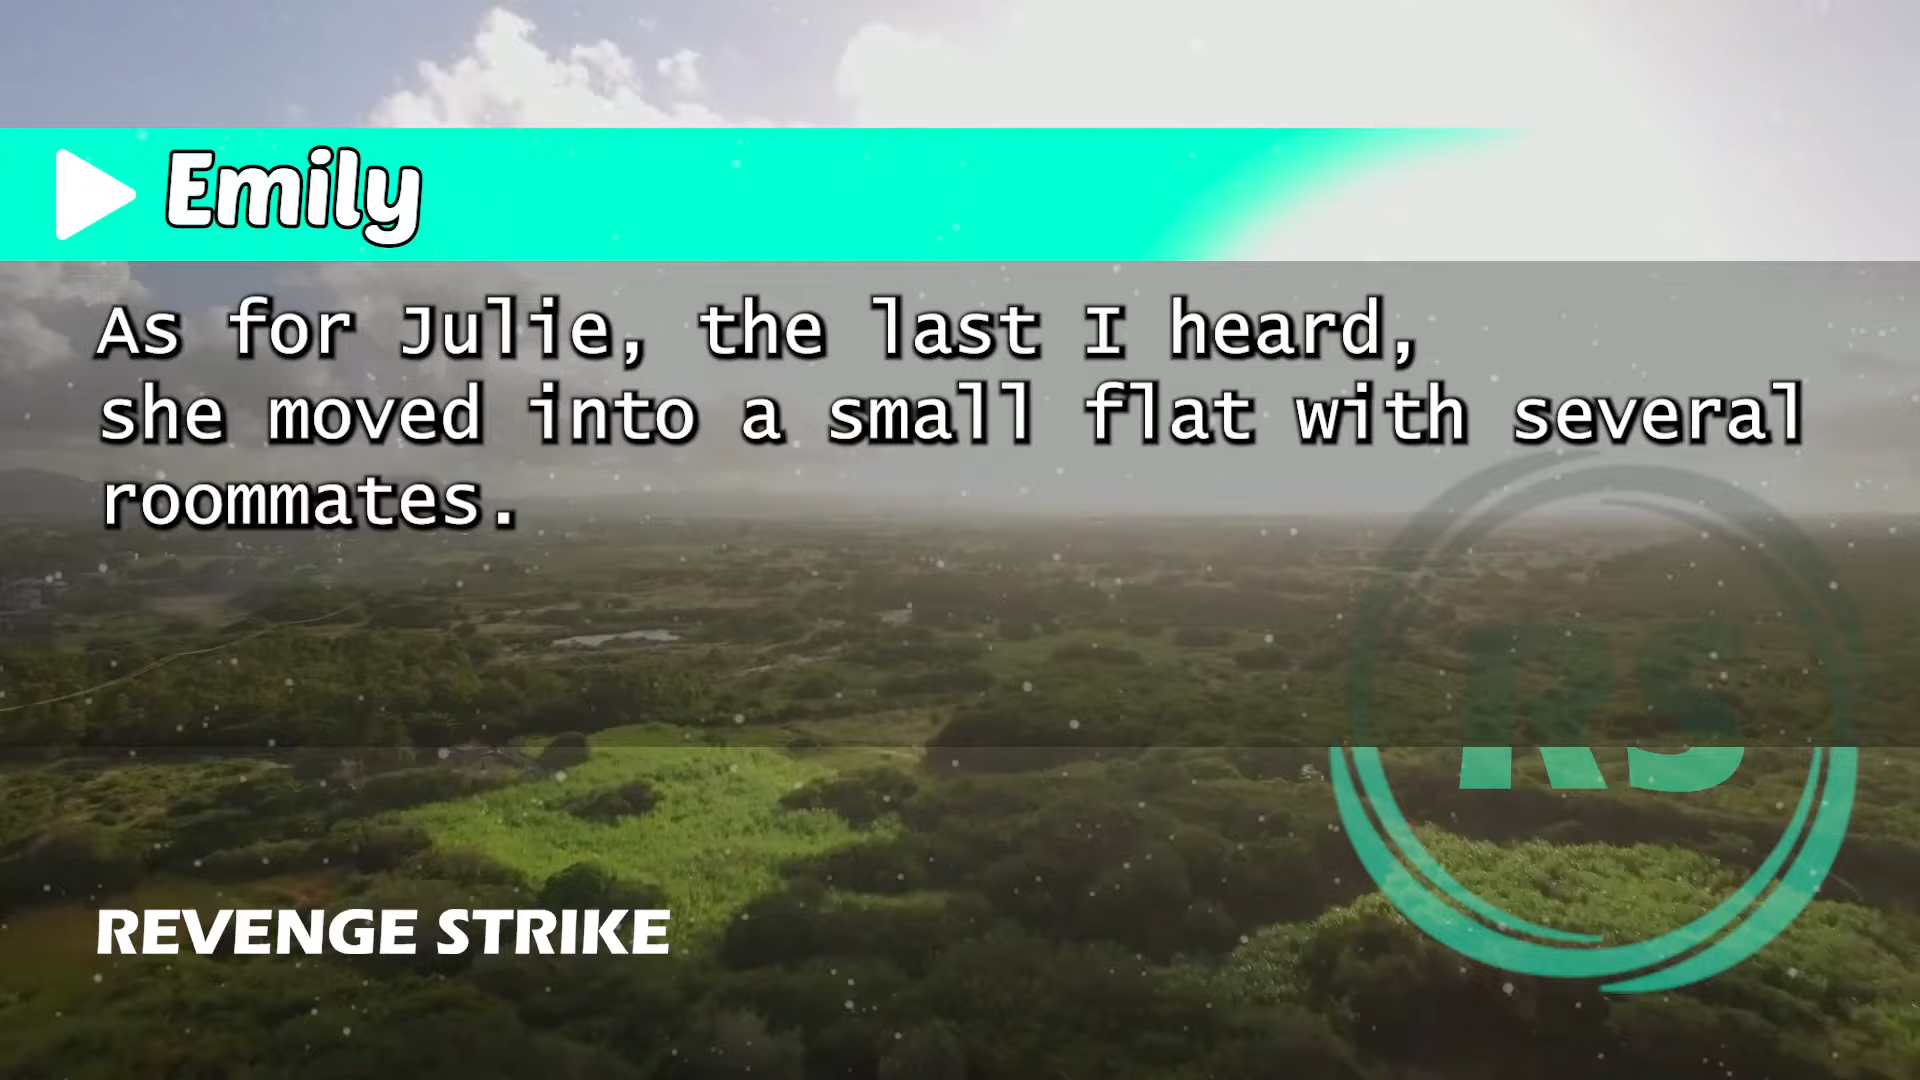 Emily
As for Julie, the last I heard,
she moved into a small flat with several
roommates.
RS
REVENGE STRIKE